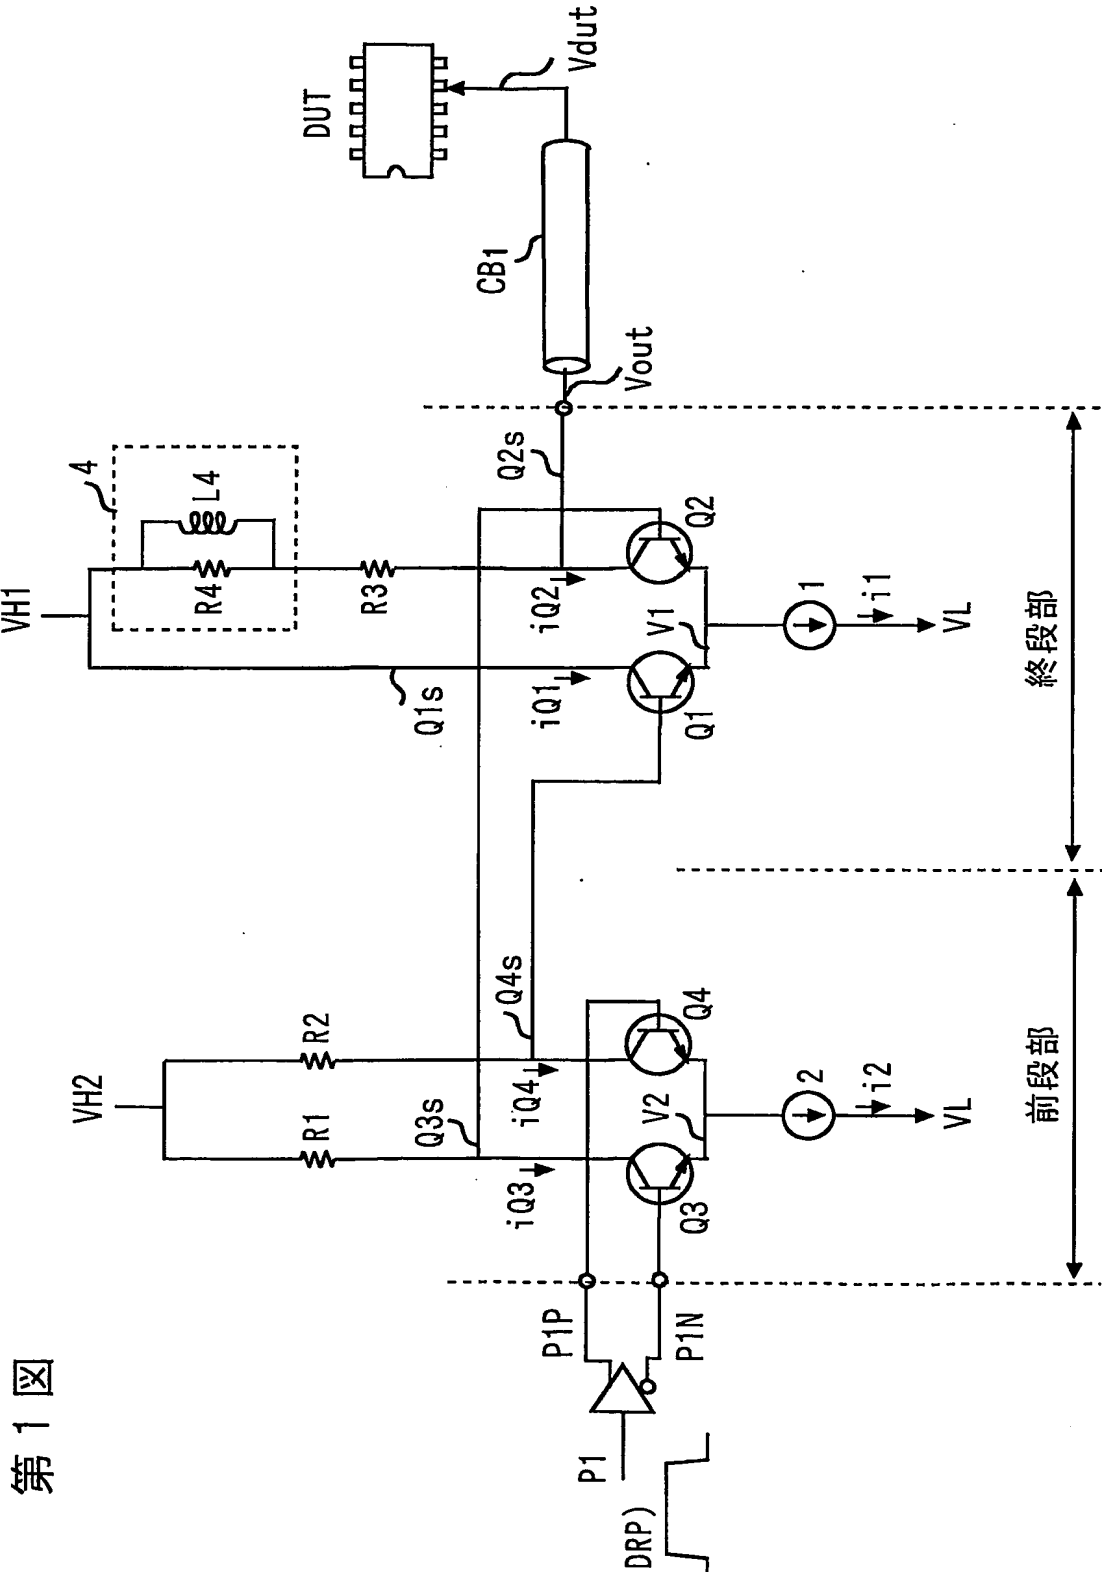 第1図
VH2
R1
R2
Q3s
Q4s
iQ3
iQ4
P1P
P1N
P1
DRP)
Q3
Q4
V2
2
i2
VL
前段部
VH1
4
R4
L4
R3
Q1s
Q2s
iQ1
iQ2
Q1
Q2
V1
1
i1
VL
終段部
Vout
CB1
Vdut
DUT